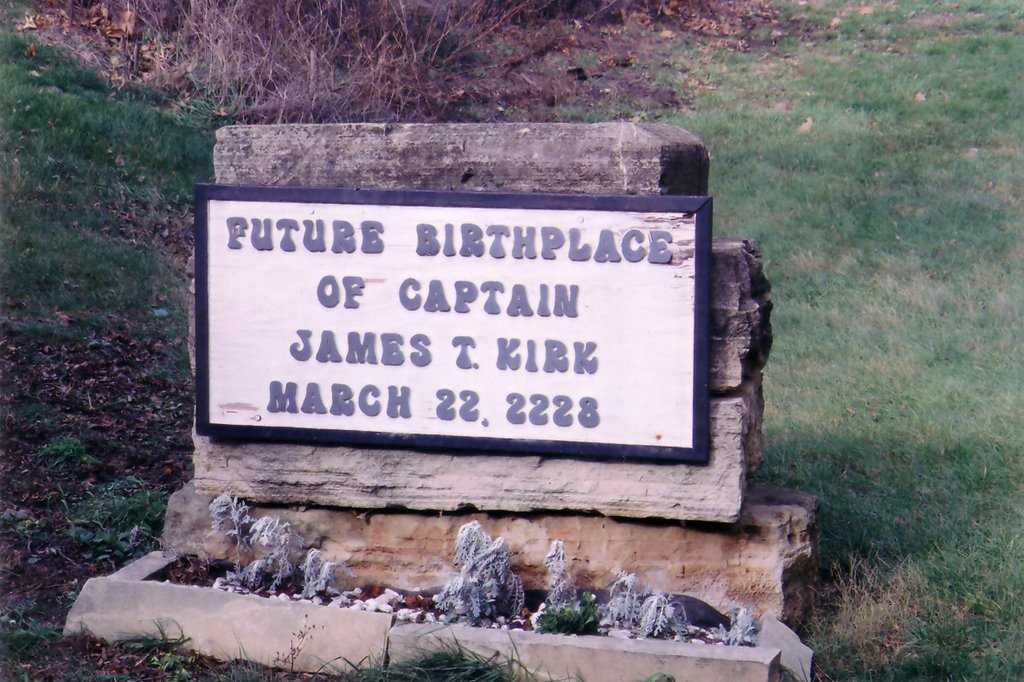 FUTURE BIRTHPLACE
OF CAPTAIN
JAMES T. KIRK
MARCH 22, 2228